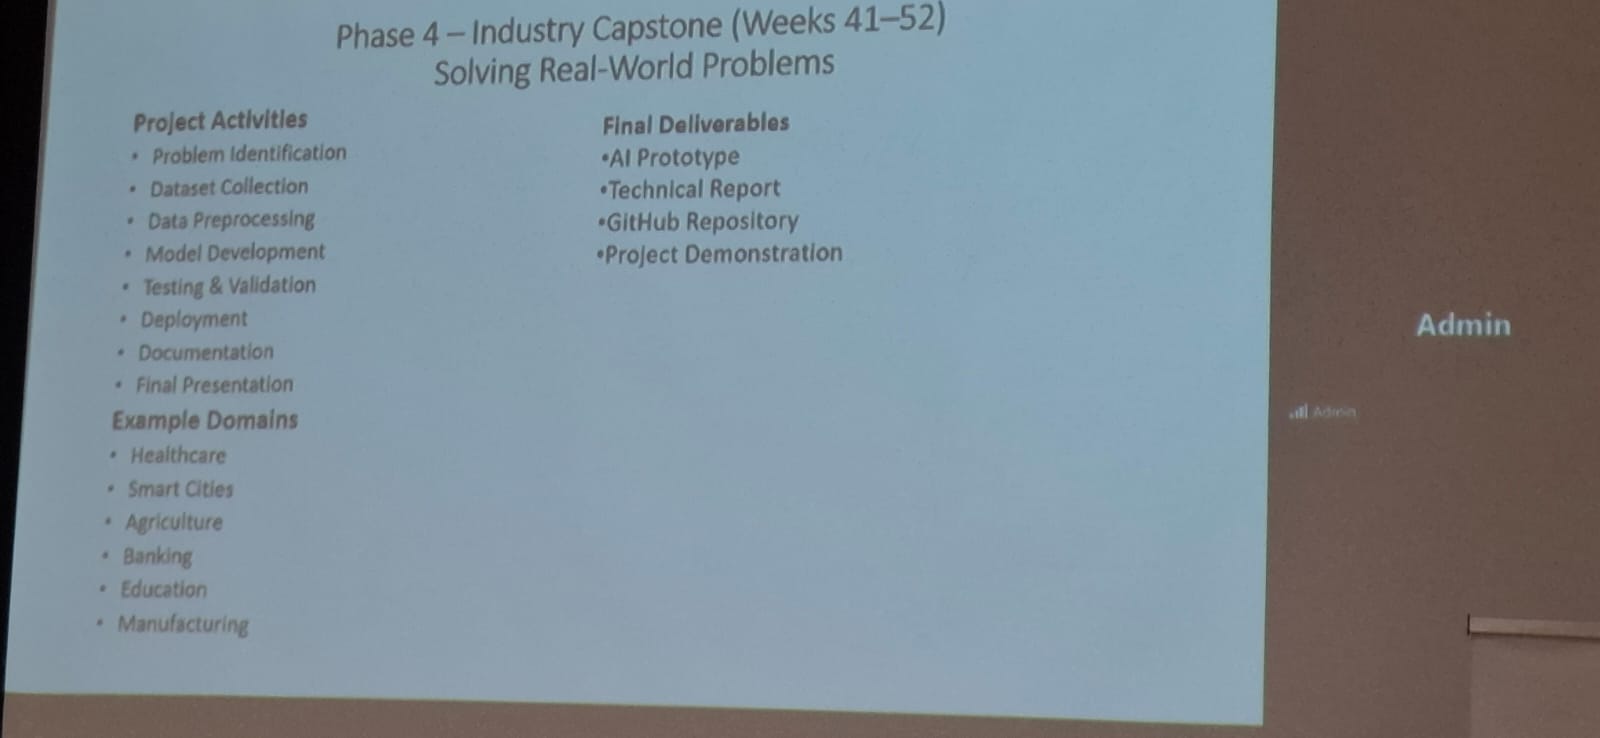 Phase 4 – Industry Capstone (Weeks 41–52)
Solving Real-World Problems
Project Activities
• Problem Identification
• Dataset Collection
• Data Preprocessing
• Model Development
• Testing & Validation
• Deployment
• Documentation
• Final Presentation
Example Domains
• Healthcare
• Smart Cities
• Agriculture
• Banking
• Education
• Manufacturing
Final Deliverables
•AI Prototype
•Technical Report
•GitHub Repository
•Project Demonstration
Admin
Admin